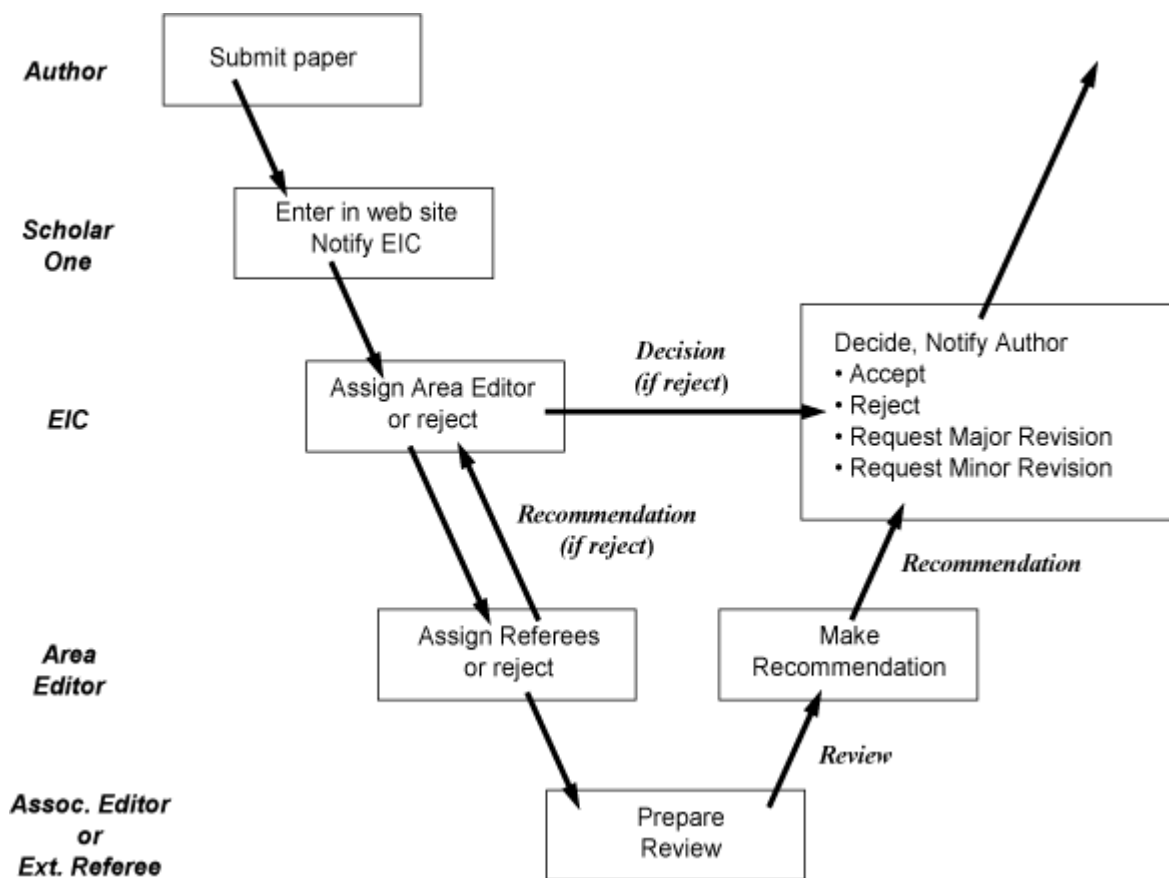 Author
Submit paper
Scholar
One
Enter in web site
Notify EIC
EIC
Assign Area Editor
or reject
Decision
(if reject)
Decide, Notify Author
• Accept
• Reject
• Request Major Revision
• Request Minor Revision
Recommendation
(if reject)
Recommendation
Area
Editor
Assign Referees
or reject
Make
Recommendation
Review
Assoc. Editor
or
Ext. Referee
Prepare
Review